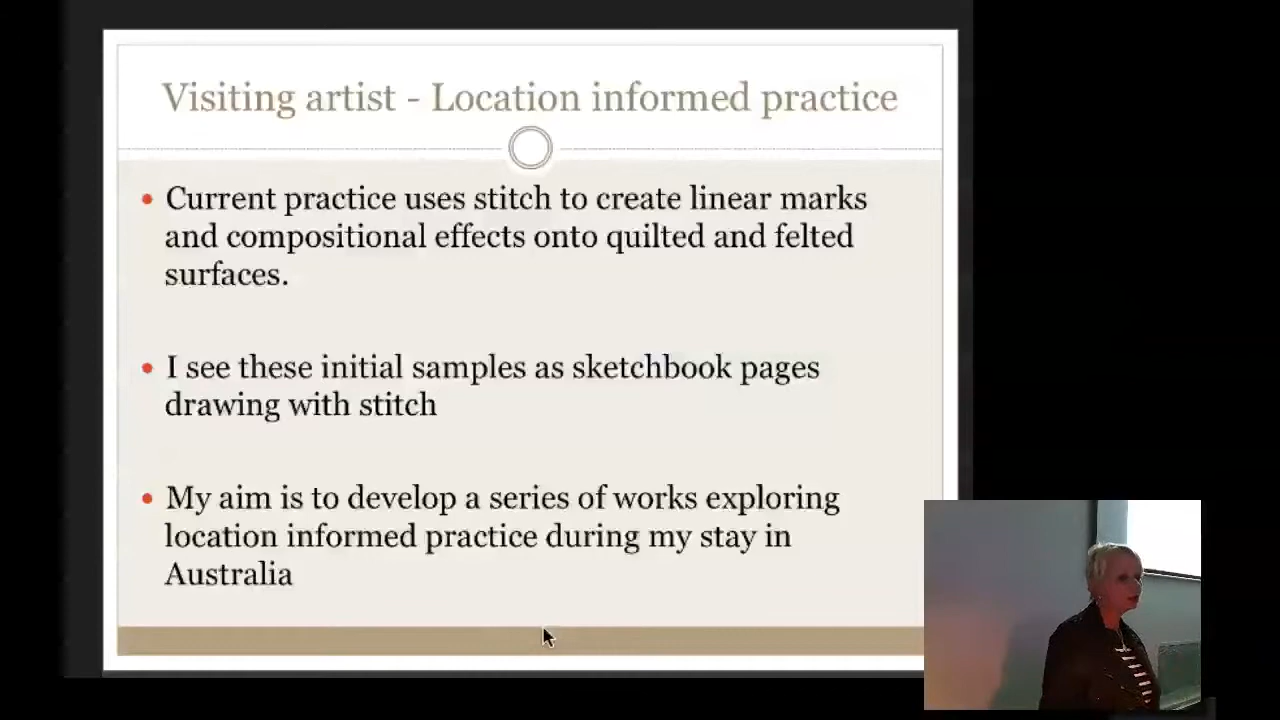 Visiting artist - Location informed practice
• Current practice uses stitch to create linear marks
and compositional effects onto quilted and felted
surfaces.
• I see these initial samples as sketchbook pages
drawing with stitch
• My aim is to develop a series of works exploring
location informed practice during my stay in
Australia